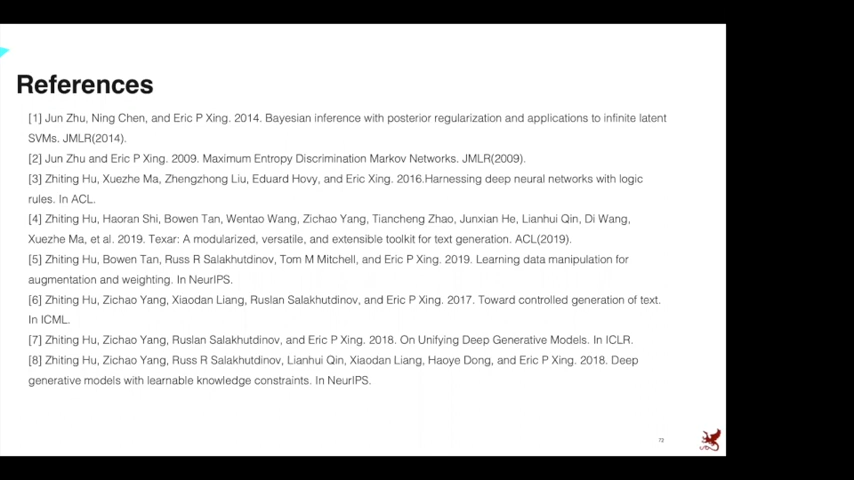 References
[1] Jun Zhu, Ning Chen, and Eric P Xing. 2014. Bayesian inference with posterior regularization and applications to infinite latent
SVMs. JMLR(2014).
[2] Jun Zhu and Eric P Xing. 2009. Maximum Entropy Discrimination Markov Networks. JMLR(2009).
[3] Zhiting Hu, Xuezhe Ma, Zhengzhong Liu, Eduard Hovy, and Eric Xing. 2016.Harnessing deep neural networks with logic
rules. In ACL.
[4] Zhiting Hu, Haoran Shi, Bowen Tan, Wentao Wang, Zichao Yang, Tiancheng Zhao, Junxian He, Lianhui Qin, Di Wang,
Xuezhe Ma, et al. 2019. Texar: A modularized, versatile, and extensible toolkit for text generation. ACL(2019).
[5] Zhiting Hu, Bowen Tan, Russ R Salakhutdinov, Tom M Mitchell, and Eric P Xing. 2019. Learning data manipulation for
augmentation and weighting. In NeurIPS.
[6] Zhiting Hu, Zichao Yang, Xiaodan Liang, Ruslan Salakhutdinov, and Eric P Xing. 2017. Toward controlled generation of text.
In ICML.
[7] Zhiting Hu, Zichao Yang, Ruslan Salakhutdinov, and Eric P Xing. 2018. On Unifying Deep Generative Models. In ICLR.
[8] Zhiting Hu, Zichao Yang, Russ R Salakhutdinov, Lianhui Qin, Xiaodan Liang, Haoye Dong, and Eric P Xing. 2018. Deep
generative models with learnable knowledge constraints. In NeurIPS.
72